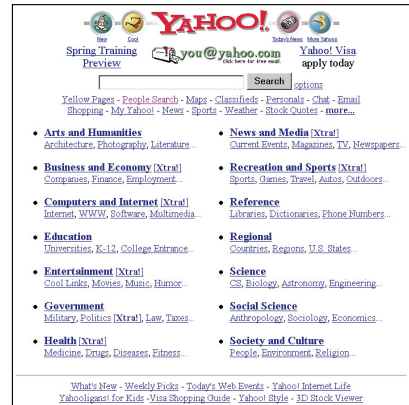 YAHOO!
New Cool Today's News More Yahoos
Spring Training Preview
you@yahoo.com
Click here for free email.
Yahoo! Visa
apply today
Search options
Yellow Pages - People Search - Maps - Classifieds - Personals - Chat - Email
Shopping - My Yahoo! - News - Sports - Weather - Stock Quotes - more...
Arts and Humanities
Architecture, Photography, Literature...
Business and Economy [Xtra!]
Companies, Finance, Employment...
Computers and Internet [Xtra!]
Internet, WWW, Software, Multimedia...
Education
Universities, K-12, College Entrance...
Entertainment [Xtra!]
Cool Links, Movies, Music, Humor...
Government
Military, Politics [Xtra!], Law, Taxes...
Health [Xtra!]
Medicine, Drugs, Diseases, Fitness...
News and Media [Xtra!]
Current Events, Magazines, TV, Newspapers...
Recreation and Sports [Xtra!]
Sports, Games, Travel, Autos, Outdoors...
Reference
Libraries, Dictionaries, Phone Numbers...
Regional
Countries, Regions, U.S. States...
Science
CS, Biology, Astronomy, Engineering...
Social Science
Anthropology, Sociology, Economics...
Society and Culture
People, Environment, Religion...
What's New - Weekly Picks - Today's Web Events - Yahoo! Internet Life
Yahooligans! for Kids -Visa Shopping Guide - Yahoo! Style - 3D Stock Viewer